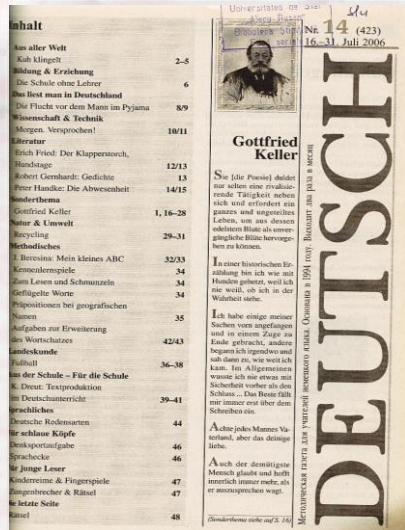 Inhalt
Aus aller Welt
Kuh klingelt 2–5
Bildung & Erziehung
Die Schule ohne Lehrer 6
Das liest man in Deutschland
Die Flucht vor dem Mann im Pyjama 8/9
Wissenschaft & Technik
Morgen. Versprochen! 10/11
Literatur
Erich Fried: Der Klapperstorch,
Hundstage 12/13
Robert Gernhardt: Gedichte 13
Peter Handke: Die Abwesenheit 14/15
Sonderthema
Gottfried Keller 1, 16–28
Natur & Umwelt
Recycling 29–31
Methodisches
I. Beresina: Mein kleines ABC 32/33
Kennenlernspiele 34
Zum Lesen und Schmunzeln 34
Geflügelte Worte 34
Präpositionen bei geografischen
Namen 35
Aufgaben zur Erweiterung
des Wortschatzes 42/43
Landeskunde
Fußball 36–38
Aus der Schule – Für die Schule
K. Dreut: Textproduktion
im Deutschunterricht 39–41
Sprachliches
Deutsche Redensarten 44
Für schlaue Köpfe
Denksportaufgabe 46
Sprachecke 46
Für junge Leser
Kinderreime & Fingerspiele 47
Zungenbrecher & Rätsel 47
Die letzte Seite
Rätsel 48
Gottfried
Keller
Sie [die Poesie] duldet
nur selten eine rivalisie-
rende Tätigkeit neben
sich und erfordert ein
ganzes und ungeteiltes
Leben, um aus dessen
edelstem Blute als unver-
gängliche Blüte hervorge-
hen zu können.
In einer historischen Er-
zählung bin ich wie mit
Hunden gehetzt, weil ich
nie weiß, ob ich in der
Wahrheit stehe.
Ich habe einige meiner
Sachen vorn angefangen
und in einem Zuge zu
Ende gebracht, andere
begann ich irgendwo und
sah dann zu, wie weit ich
kam. Im Allgemeinen
wusste ich nie etwas mit
Sicherheit vorher als den
Schluss ... Das Beste fällt
mir immer erst über dem
Schreiben ein.
Achte jedes Mannes Va-
terland, aber das deinige
liebe.
Auch der demütigste
Mensch glaubt und hofft
innerlich immer mehr, als
er auszusprechen wagt.
(Sonderthema siehe auf S. 16)
Nr. 14 (423)
16.–31. Juli 2006
Методическая газета для учителей немецкого языка. Основана в 1994 году. Выходит два раза в месяц
DEUTSCH